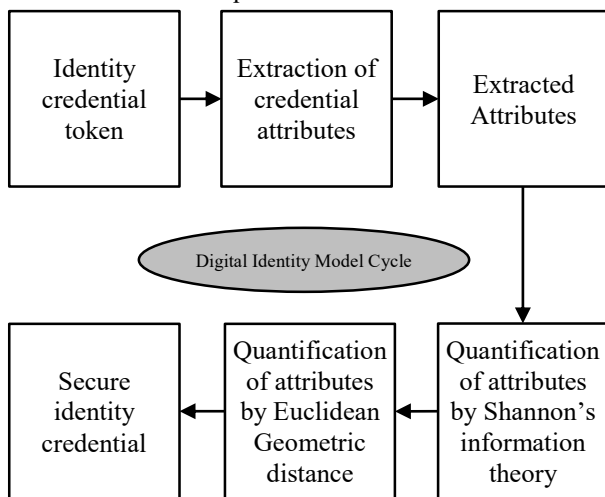 Identity
credential
token
Extraction of
credential
attributes
Extracted
Attributes
Digital Identity Model Cycle
Secure
identity
credential
Quantification
of attributes
by Euclidean
Geometric
distance
Quantification
of attributes
by Shannon's
information
theory